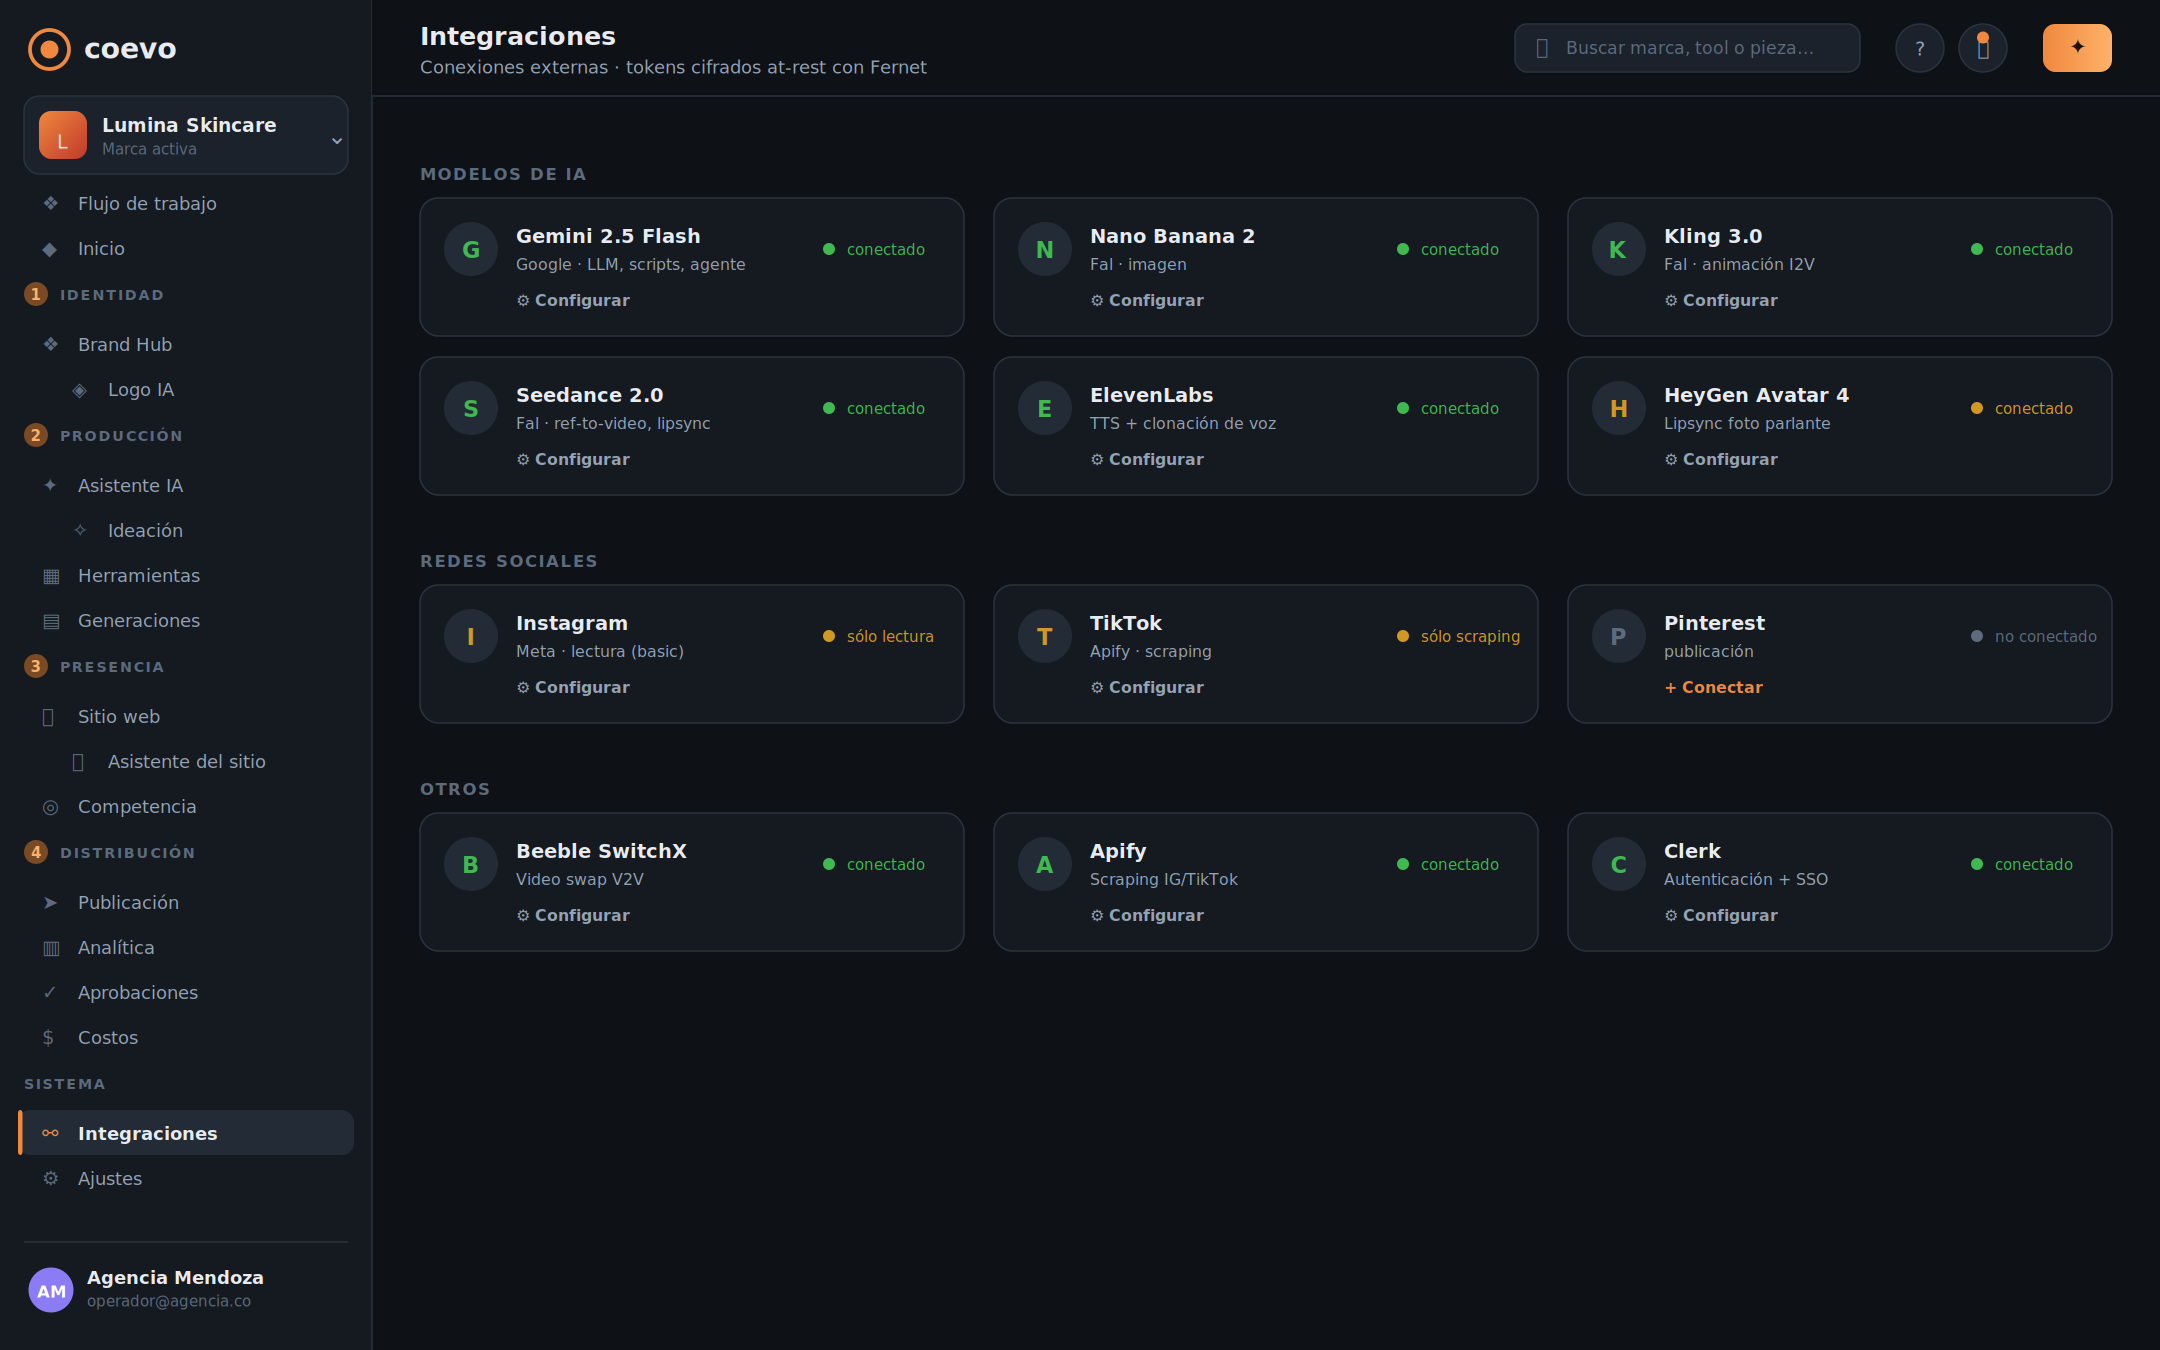 coevo
L
Lumina Skincare
Marca activa
Flujo de trabajo
Inicio
1 IDENTIDAD
Brand Hub
Logo IA
2 PRODUCCIÓN
Asistente IA
Ideación
Herramientas
Generaciones
3 PRESENCIA
Sitio web
Asistente del sitio
Competencia
4 DISTRIBUCIÓN
Publicación
Analítica
Aprobaciones
$ Costos
SISTEMA
Integraciones
Ajustes
AM
Agencia Mendoza
operador@agencia.co
Integraciones
Conexiones externas · tokens cifrados at-rest con Fernet
Buscar marca, tool o pieza...
?
MODELOS DE IA
G
Gemini 2.5 Flash
Google · LLM, scripts, agente
conectado
⚙ Configurar
N
Nano Banana 2
Fal · imagen
conectado
⚙ Configurar
K
Kling 3.0
Fal · animación I2V
conectado
⚙ Configurar
S
Seedance 2.0
Fal · ref-to-video, lipsync
conectado
⚙ Configurar
E
ElevenLabs
TTS + clonación de voz
conectado
⚙ Configurar
H
HeyGen Avatar 4
Lipsync foto parlante
conectado
⚙ Configurar
REDES SOCIALES
I
Instagram
Meta · lectura (basic)
sólo lectura
⚙ Configurar
T
TikTok
Apify · scraping
sólo scraping
⚙ Configurar
P
Pinterest
publicación
no conectado
+ Conectar
OTROS
B
Beeble SwitchX
Video swap V2V
conectado
⚙ Configurar
A
Apify
Scraping IG/TikTok
conectado
⚙ Configurar
C
Clerk
Autenticación + SSO
conectado
⚙ Configurar